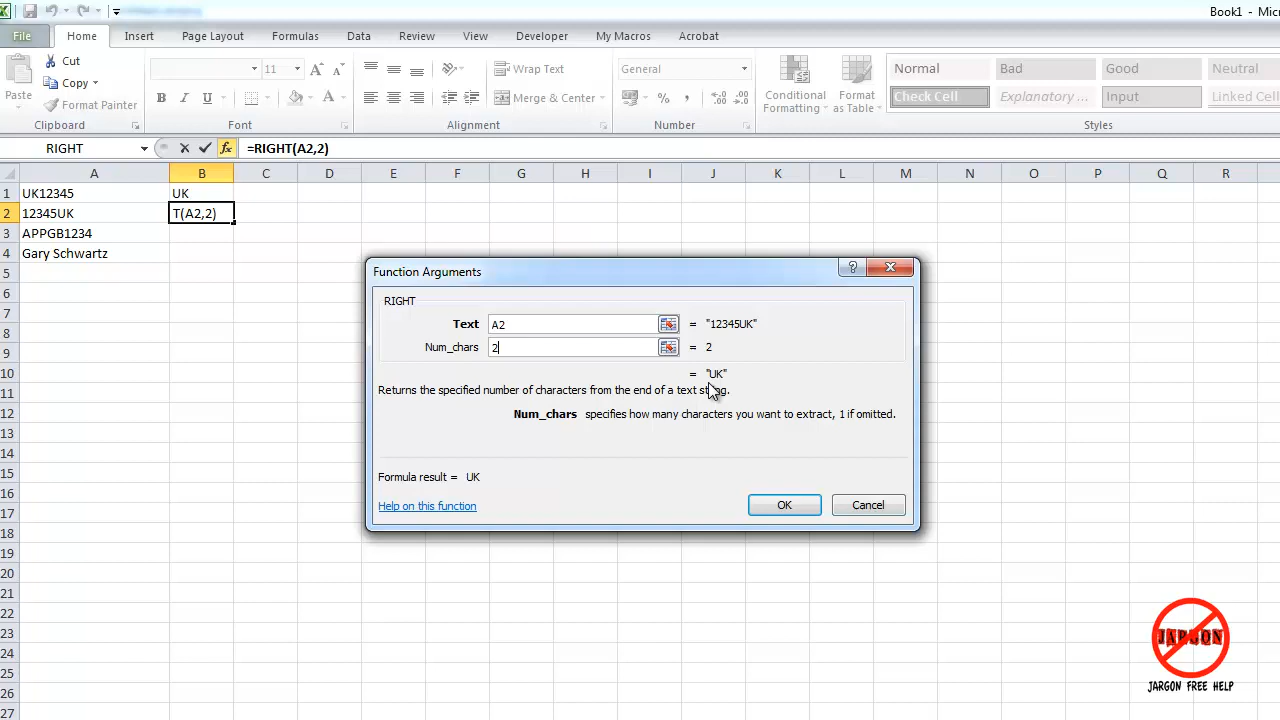 Book1 - Micr
File Home Insert Page Layout Formulas Data Review View Developer My Macros Acrobat
Paste
Cut
Copy
Format Painter
Clipboard
11
B I U
Font
Wrap Text
Merge & Center
Alignment
General
Number
Conditional Formatting
Format as Table
Normal Bad Good Neutral
Check Cell Explanatory ... Input Linked Cell
Styles
RIGHT fx =RIGHT(A2,2)
A B C D E F G H I J K L M N O P Q R
1 UK12345 UK
2 12345UK T(A2,2)
3 APPGB1234
4 Gary Schwartz
5
6
7
8
9
10
11
12
13
14
15
16
17
18
19
20
21
22
23
24
25
26
27
Function Arguments
RIGHT
Text A2 = "12345UK"
Num_chars 2 = 2
= "UK"
Returns the specified number of characters from the end of a text string.
Num_chars specifies how many characters you want to extract, 1 if omitted.
Formula result = UK
Help on this function
OK Cancel
JARGON
JARGON FREE HELP